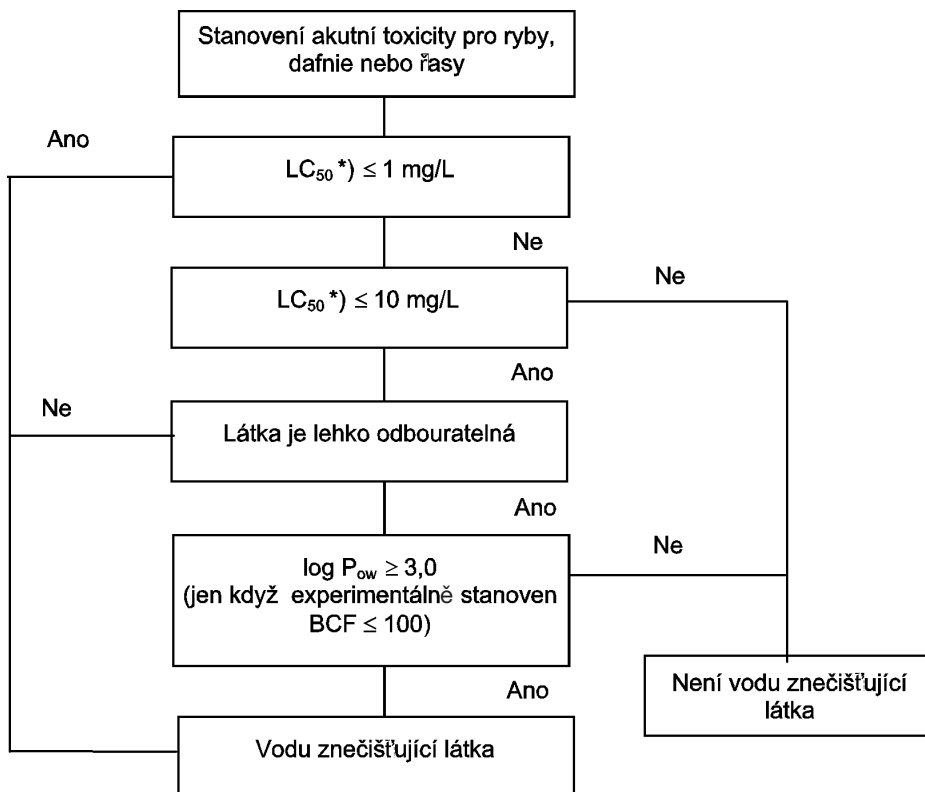 Stanovení akutní toxicity pro ryby,
dafnie nebo řasy
Ano
LC50 *) ≤ 1 mg/L
Ne
LC50 *) ≤ 10 mg/L
Ne
Ano
Ne
Látka je lehko odbouratelná
Ano
log Pow ≥ 3,0
(jen když experimentálně stanoven
BCF ≤ 100)
Ne
Ano
Není vodu znečišťující
látka
Vodu znečišťující látka